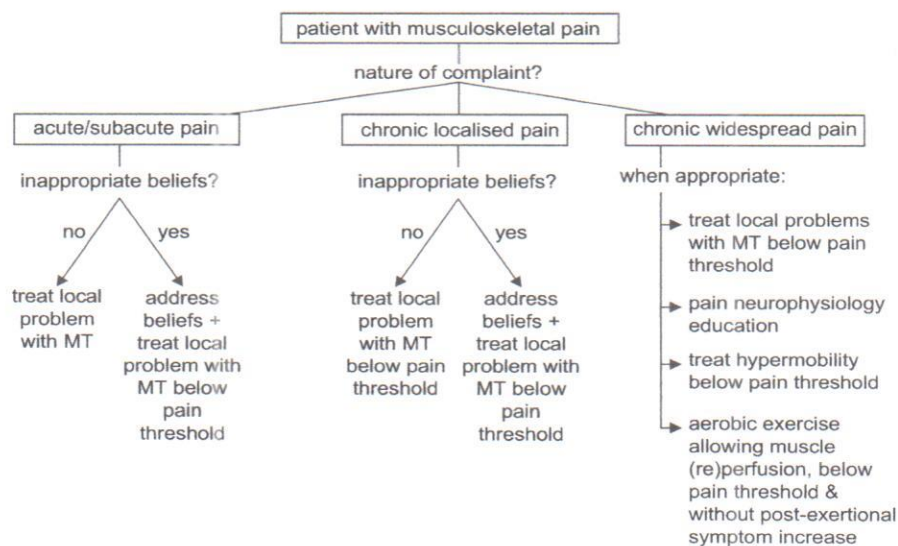 patient with musculoskeletal pain
nature of complaint?
acute/subacute pain
inappropriate beliefs?
no
yes
treat local
problem
with MT
address
beliefs +
treat local
problem with
MT below
pain
threshold
chronic localised pain
inappropriate beliefs?
no
yes
treat local
problem
with MT
below pain
threshold
address
beliefs +
treat local
problem with
MT below
pain
threshold
chronic widespread pain
when appropriate:
treat local problems
with MT below pain
threshold
pain neurophysiology
education
treat hypermobility
below pain threshold
aerobic exercise
allowing muscle
(re)perfusion, below
pain threshold &
without post-exertional
symptom increase